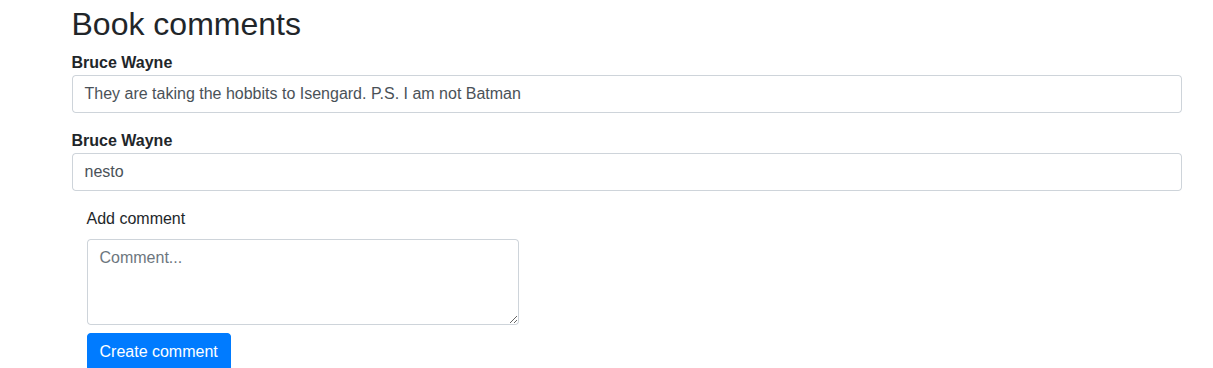 Book comments
Bruce Wayne
They are taking the hobbits to Isengard. P.S. I am not Batman
Bruce Wayne
nesto
Add comment
Comment...
Create comment